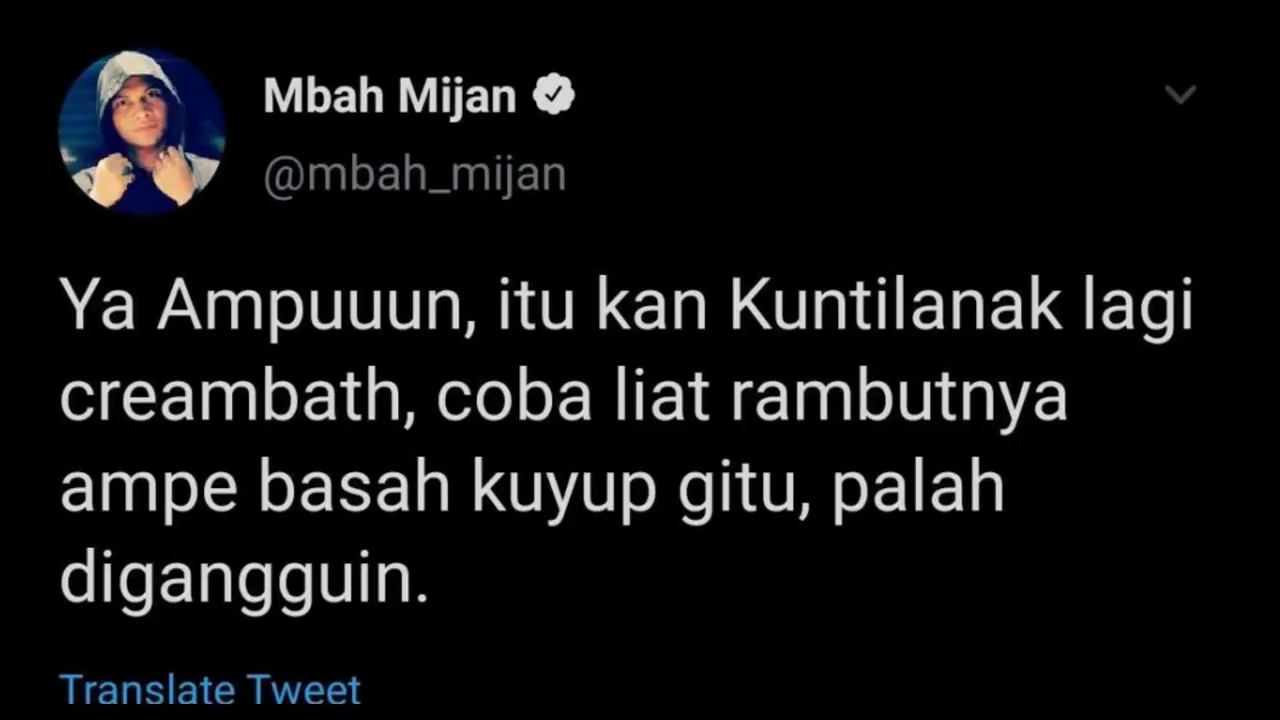 Mbah Mijan
@mbah_mijan
Ya Ampuuun, itu kan Kuntilanak lagi
creambath, coba liat rambutnya
ampe basah kuyup gitu, palah
digangguin.
Translate Tweet